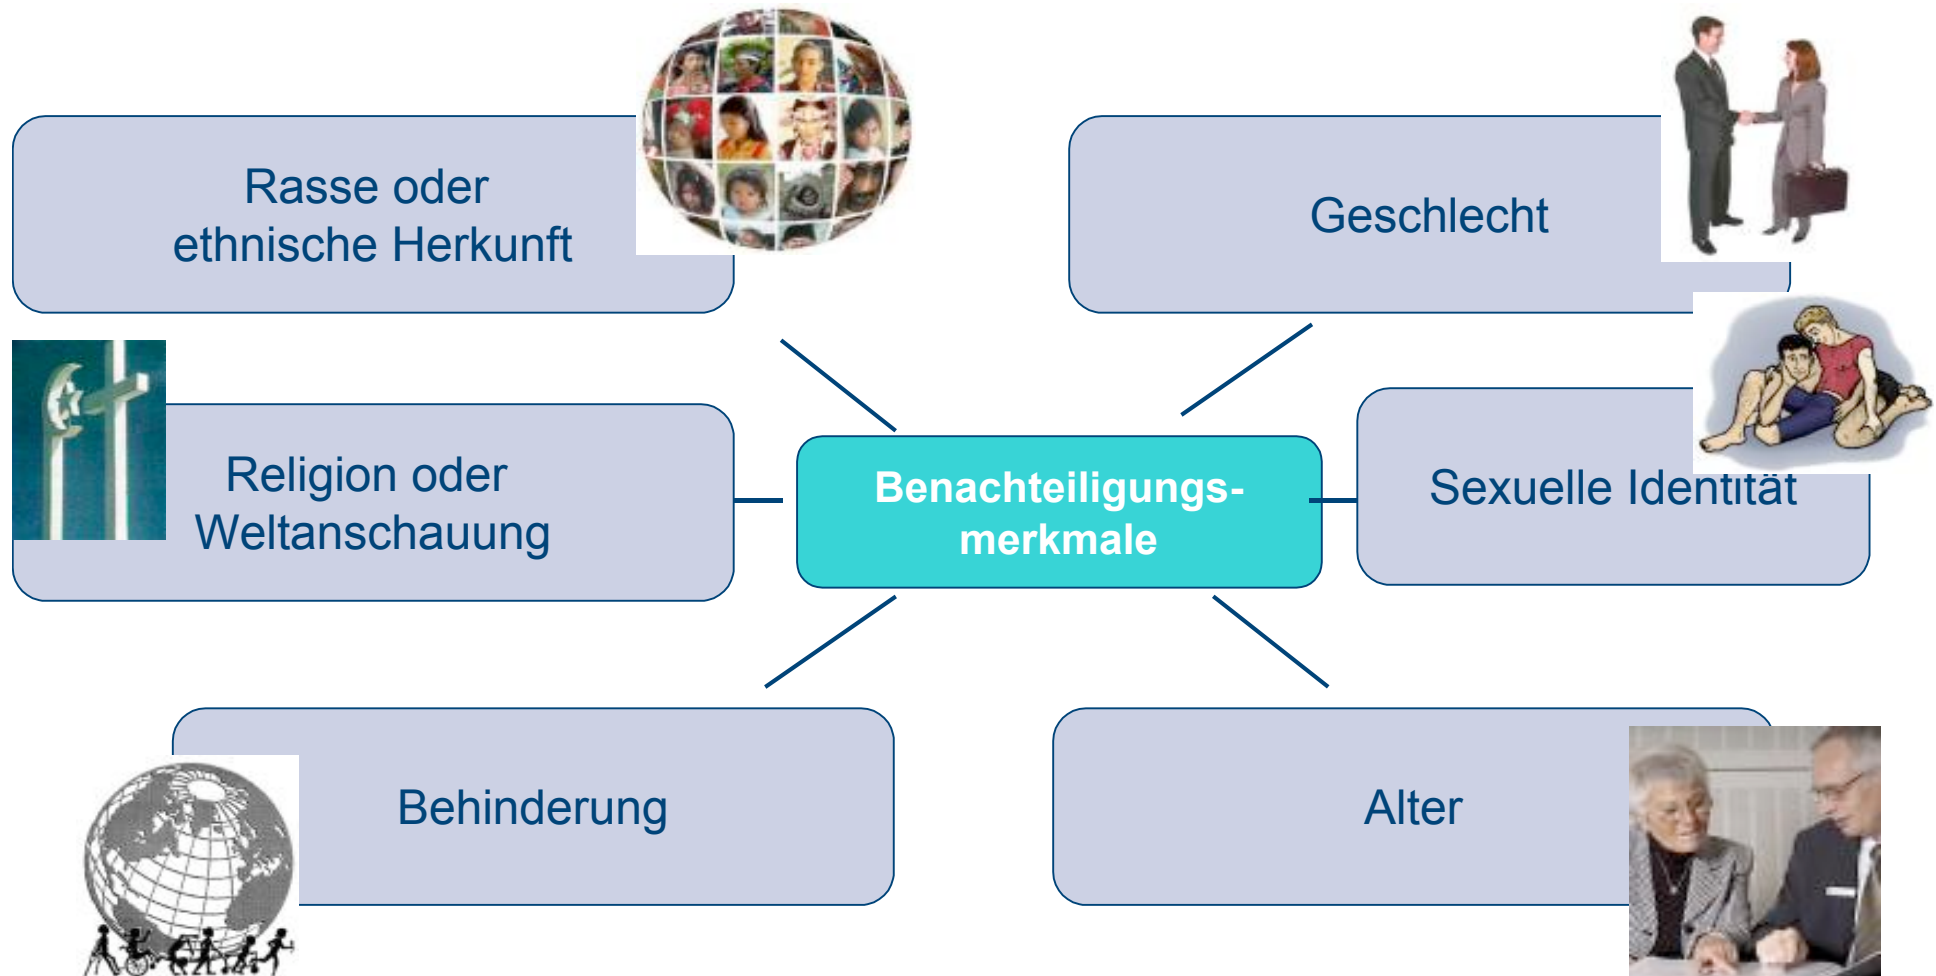 Rasse oder
ethnische Herkunft
Geschlecht
Religion oder
Weltanschauung
Benachteiligungs-
merkmale
Sexuelle Identität
Behinderung
Alter